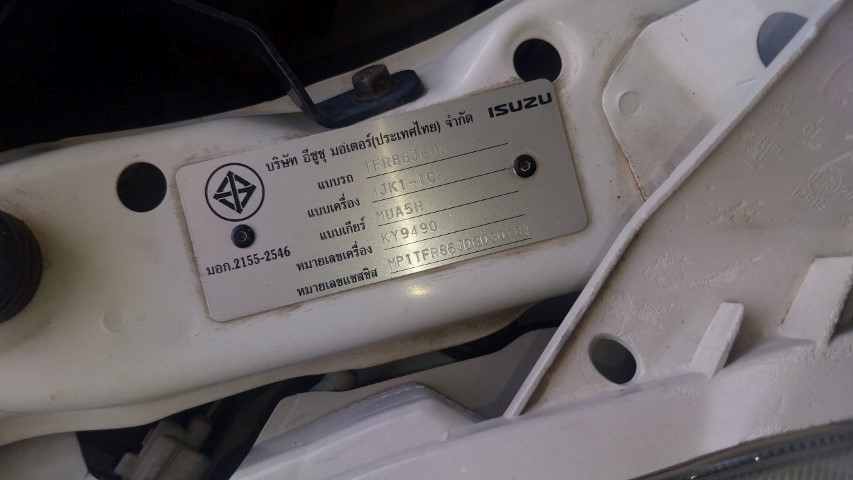 ISUZU
บริษัท อีซูซุ มอเตอร์(ประเทศไทย) จำกัด
แบบรถ
แบบเครื่อง 4JK1-TCX
แบบเกียร์ MUA5H
หมายเลขเครื่อง KY9490
หมายเลขแชสซิส
มอก.2155-2546